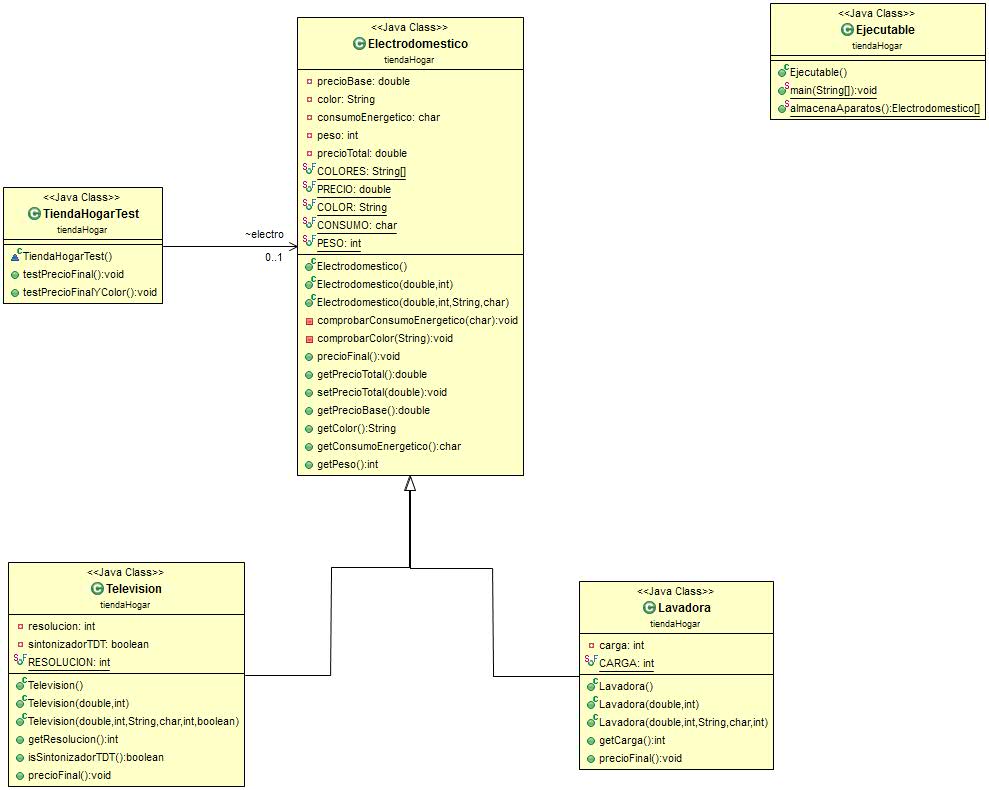 <<Java Class>>
Electrodomestico
tiendaHogar
precioBase: double
color: String
consumoEnergetico: char
peso: int
precioTotal: double
COLORES: String[]
PRECIO: double
COLOR: String
CONSUMO: char
PESO: int
Electrodomestico()
Electrodomestico(double,int)
Electrodomestico(double,int,String,char)
comprobarConsumoEnergetico(char):void
comprobarColor(String):void
precioFinal():void
getPrecioTotal():double
setPrecioTotal(double):void
getPrecioBase():double
getColor():String
getConsumoEnergetico():char
getPeso():int
<<Java Class>>
Ejecutable
tiendaHogar
Ejecutable()
main(String[]):void
almacenaAparatos():Electrodomestico[]
<<Java Class>>
TiendaHogarTest
tiendaHogar
TiendaHogarTest()
testPrecioFinal():void
testPrecioFinalYColor():void
~electro
0..1
<<Java Class>>
Television
tiendaHogar
resolucion: int
sintonizadorTDT: boolean
RESOLUCION: int
Television()
Television(double,int)
Television(double,int,String,char,int,boolean)
getResolucion():int
isSintonizadorTDT():boolean
precioFinal():void
<<Java Class>>
Lavadora
tiendaHogar
carga: int
CARGA: int
Lavadora()
Lavadora(double,int)
Lavadora(double,int,String,char,int)
getCarga():int
precioFinal():void